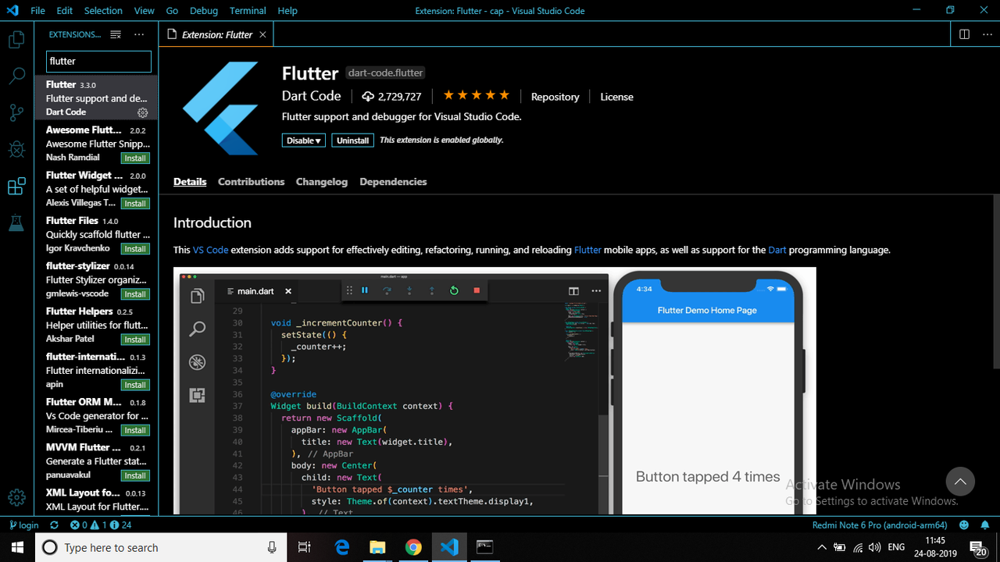 File Edit Selection View Go Debug Terminal Help
Extension: Flutter - cap - Visual Studio Code
EXTENSIONS...
flutter
Flutter 3.3.0
Flutter support and de...
Dart Code
Awesome Flutt... 2.0.2
Awesome Flutter Snipp...
Nash Ramdial Install
Flutter Widget ... 2.0.0
A set of helpful widget...
Alexis Villegas T... Install
Flutter Files 1.4.0
Quickly scaffold flutter ...
Igor Kravchenko Install
flutter-stylizer 0.0.14
Flutter Stylizer organiz...
gmlewis-vscode Install
Flutter Helpers 0.2.5
Helper utilities for flutt...
Akshar Patel Install
flutter-internati... 0.1.3
Flutter internationalizi...
apin Install
Flutter ORM M... 0.1.8
Vs Code generator for ...
Mircea-Tiberiu ... Install
MVVM Flutter ... 0.2.1
Generate a Flutter stat...
panuavakul Install
XML Layout fo... 0.0.13
XML Layout for Flutter...
Extension: Flutter
Flutter dart-code.flutter
Dart Code 2,729,727 Repository License
Flutter support and debugger for Visual Studio Code.
Disable Uninstall This extension is enabled globally.
Details Contributions Changelog Dependencies
Introduction
This VS Code extension adds support for effectively editing, refactoring, running, and reloading Flutter mobile apps, as well as support for the Dart programming language.
main.dart — app
main.dart
29
30 void _incrementCounter() {
31 setState(() {
32 _counter++;
33 });
34 }
35
36 @override
37 Widget build(BuildContext context) {
38 return new Scaffold(
39 appBar: new AppBar(
40 title: new Text(widget.title),
41 ), // AppBar
42 body: new Center(
43 child: new Text(
44 'Button tapped $_counter times',
45 style: Theme.of(context).textTheme.display1,
46 ), // Text
4:34
Flutter Demo Home Page
Button tapped 4 times
Activate Windows
Go to Settings to activate Windows.
login 0 1 24
Redmi Note 6 Pro (android-arm64)
Type here to search
ENG
11:45
24-08-2019
20